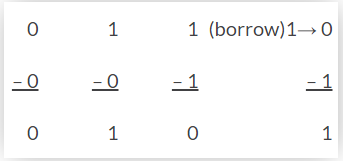 0 1 1 (borrow)1→0
– 0 – 0 – 1 – 1
0 1 0 1